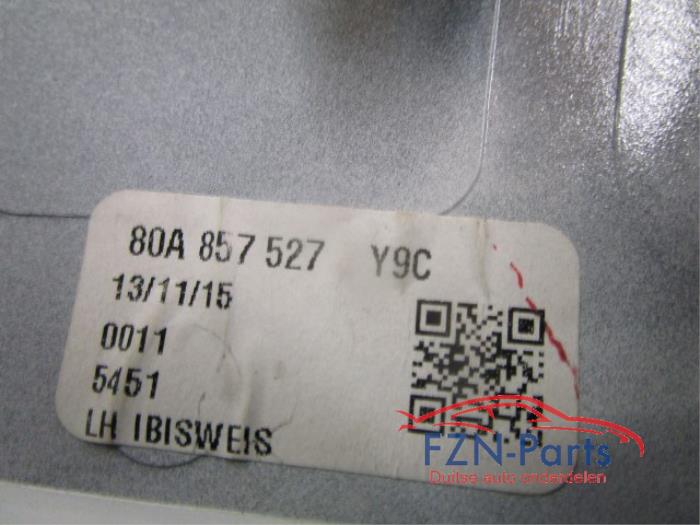 80A 857 527 Y9C
13/11/15
0011
5451
LH IBISWEIS
FZN-Parts
Duitse auto onderdelen